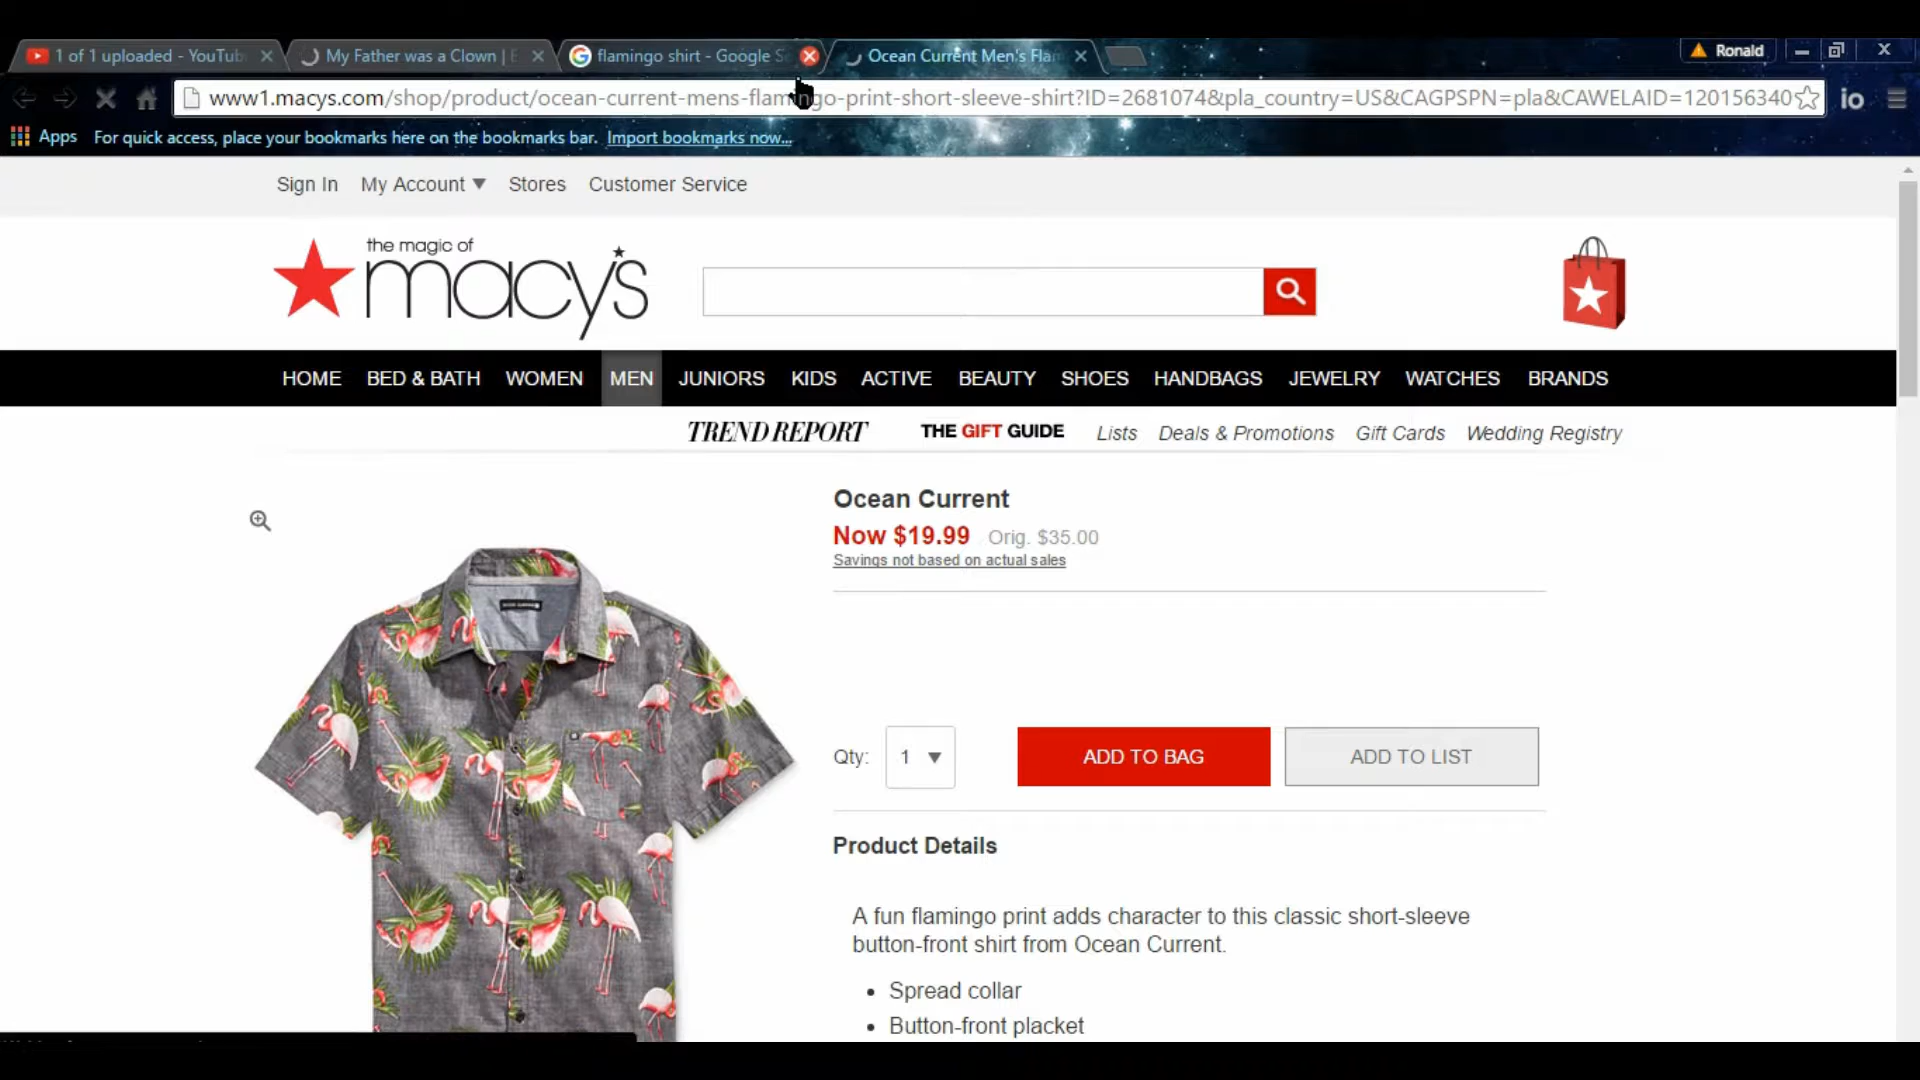 1 of 1 uploaded - YouTub
My Father was a Clown | E
flamingo shirt - Google S
Ocean Current Men's Fla
Ronald
www1.macys.com/shop/product/ocean-current-mens-flamingo-print-short-sleeve-shirt?ID=2681074&pla_country=US&CAGPSPN=pla&CAWELAID=120156340
io
Apps For quick access, place your bookmarks here on the bookmarks bar. Import bookmarks now...
Sign In My Account Stores Customer Service
the magic of
macy's
HOME BED & BATH WOMEN MEN JUNIORS KIDS ACTIVE BEAUTY SHOES HANDBAGS JEWELRY WATCHES BRANDS
TREND REPORT THE GIFT GUIDE Lists Deals & Promotions Gift Cards Wedding Registry
Ocean Current
Now $19.99 Orig. $35.00
Savings not based on actual sales
Qty: 1 ADD TO BAG ADD TO LIST
Product Details
A fun flamingo print adds character to this classic short-sleeve
button-front shirt from Ocean Current.
• Spread collar
• Button-front placket